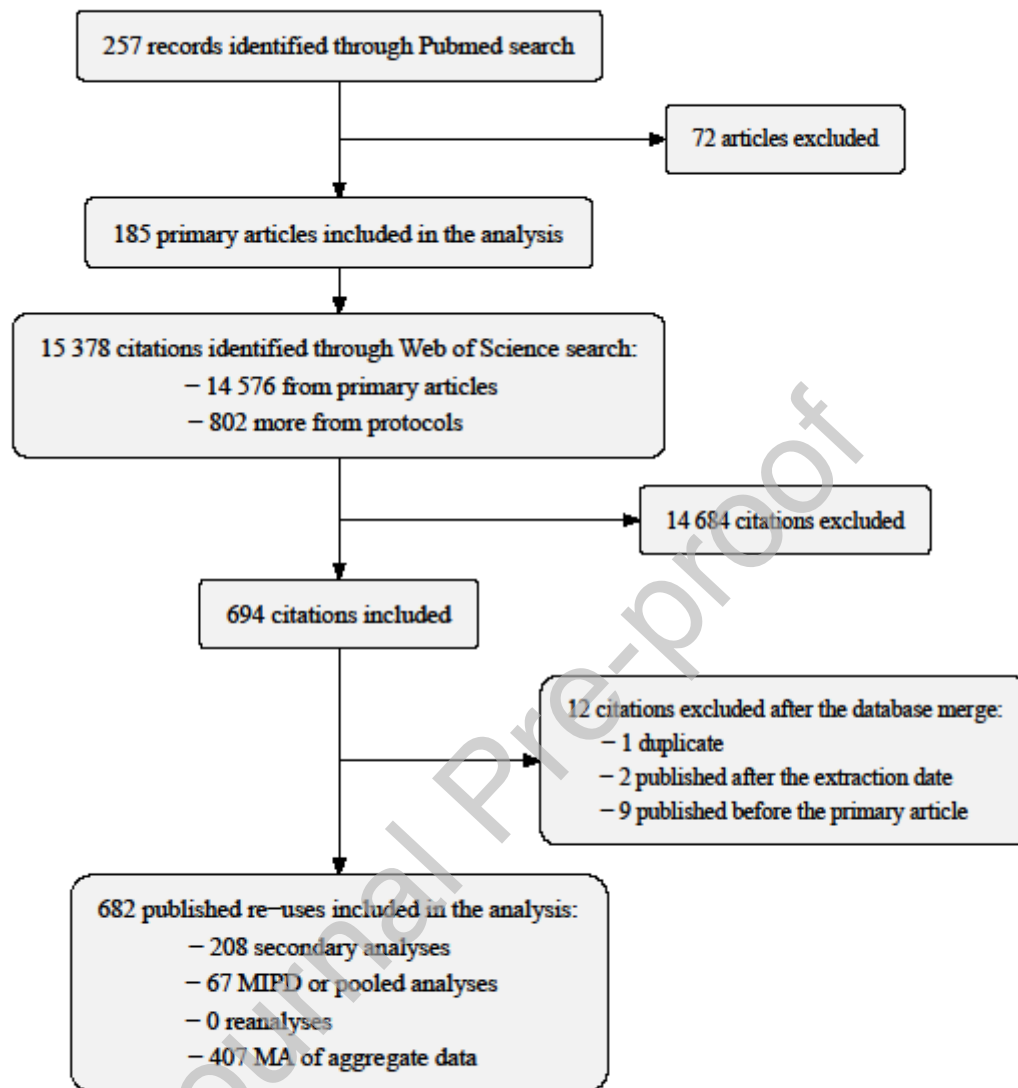 257 records identified through Pubmed search
72 articles excluded
185 primary articles included in the analysis
15 378 citations identified through Web of Science search:
− 14 576 from primary articles
− 802 more from protocols
14 684 citations excluded
694 citations included
12 citations excluded after the database merge:
− 1 duplicate
− 2 published after the extraction date
− 9 published before the primary article
682 published re−uses included in the analysis:
− 208 secondary analyses
− 67 MIPD or pooled analyses
− 0 reanalyses
− 407 MA of aggregate data
Journal Pre-proof